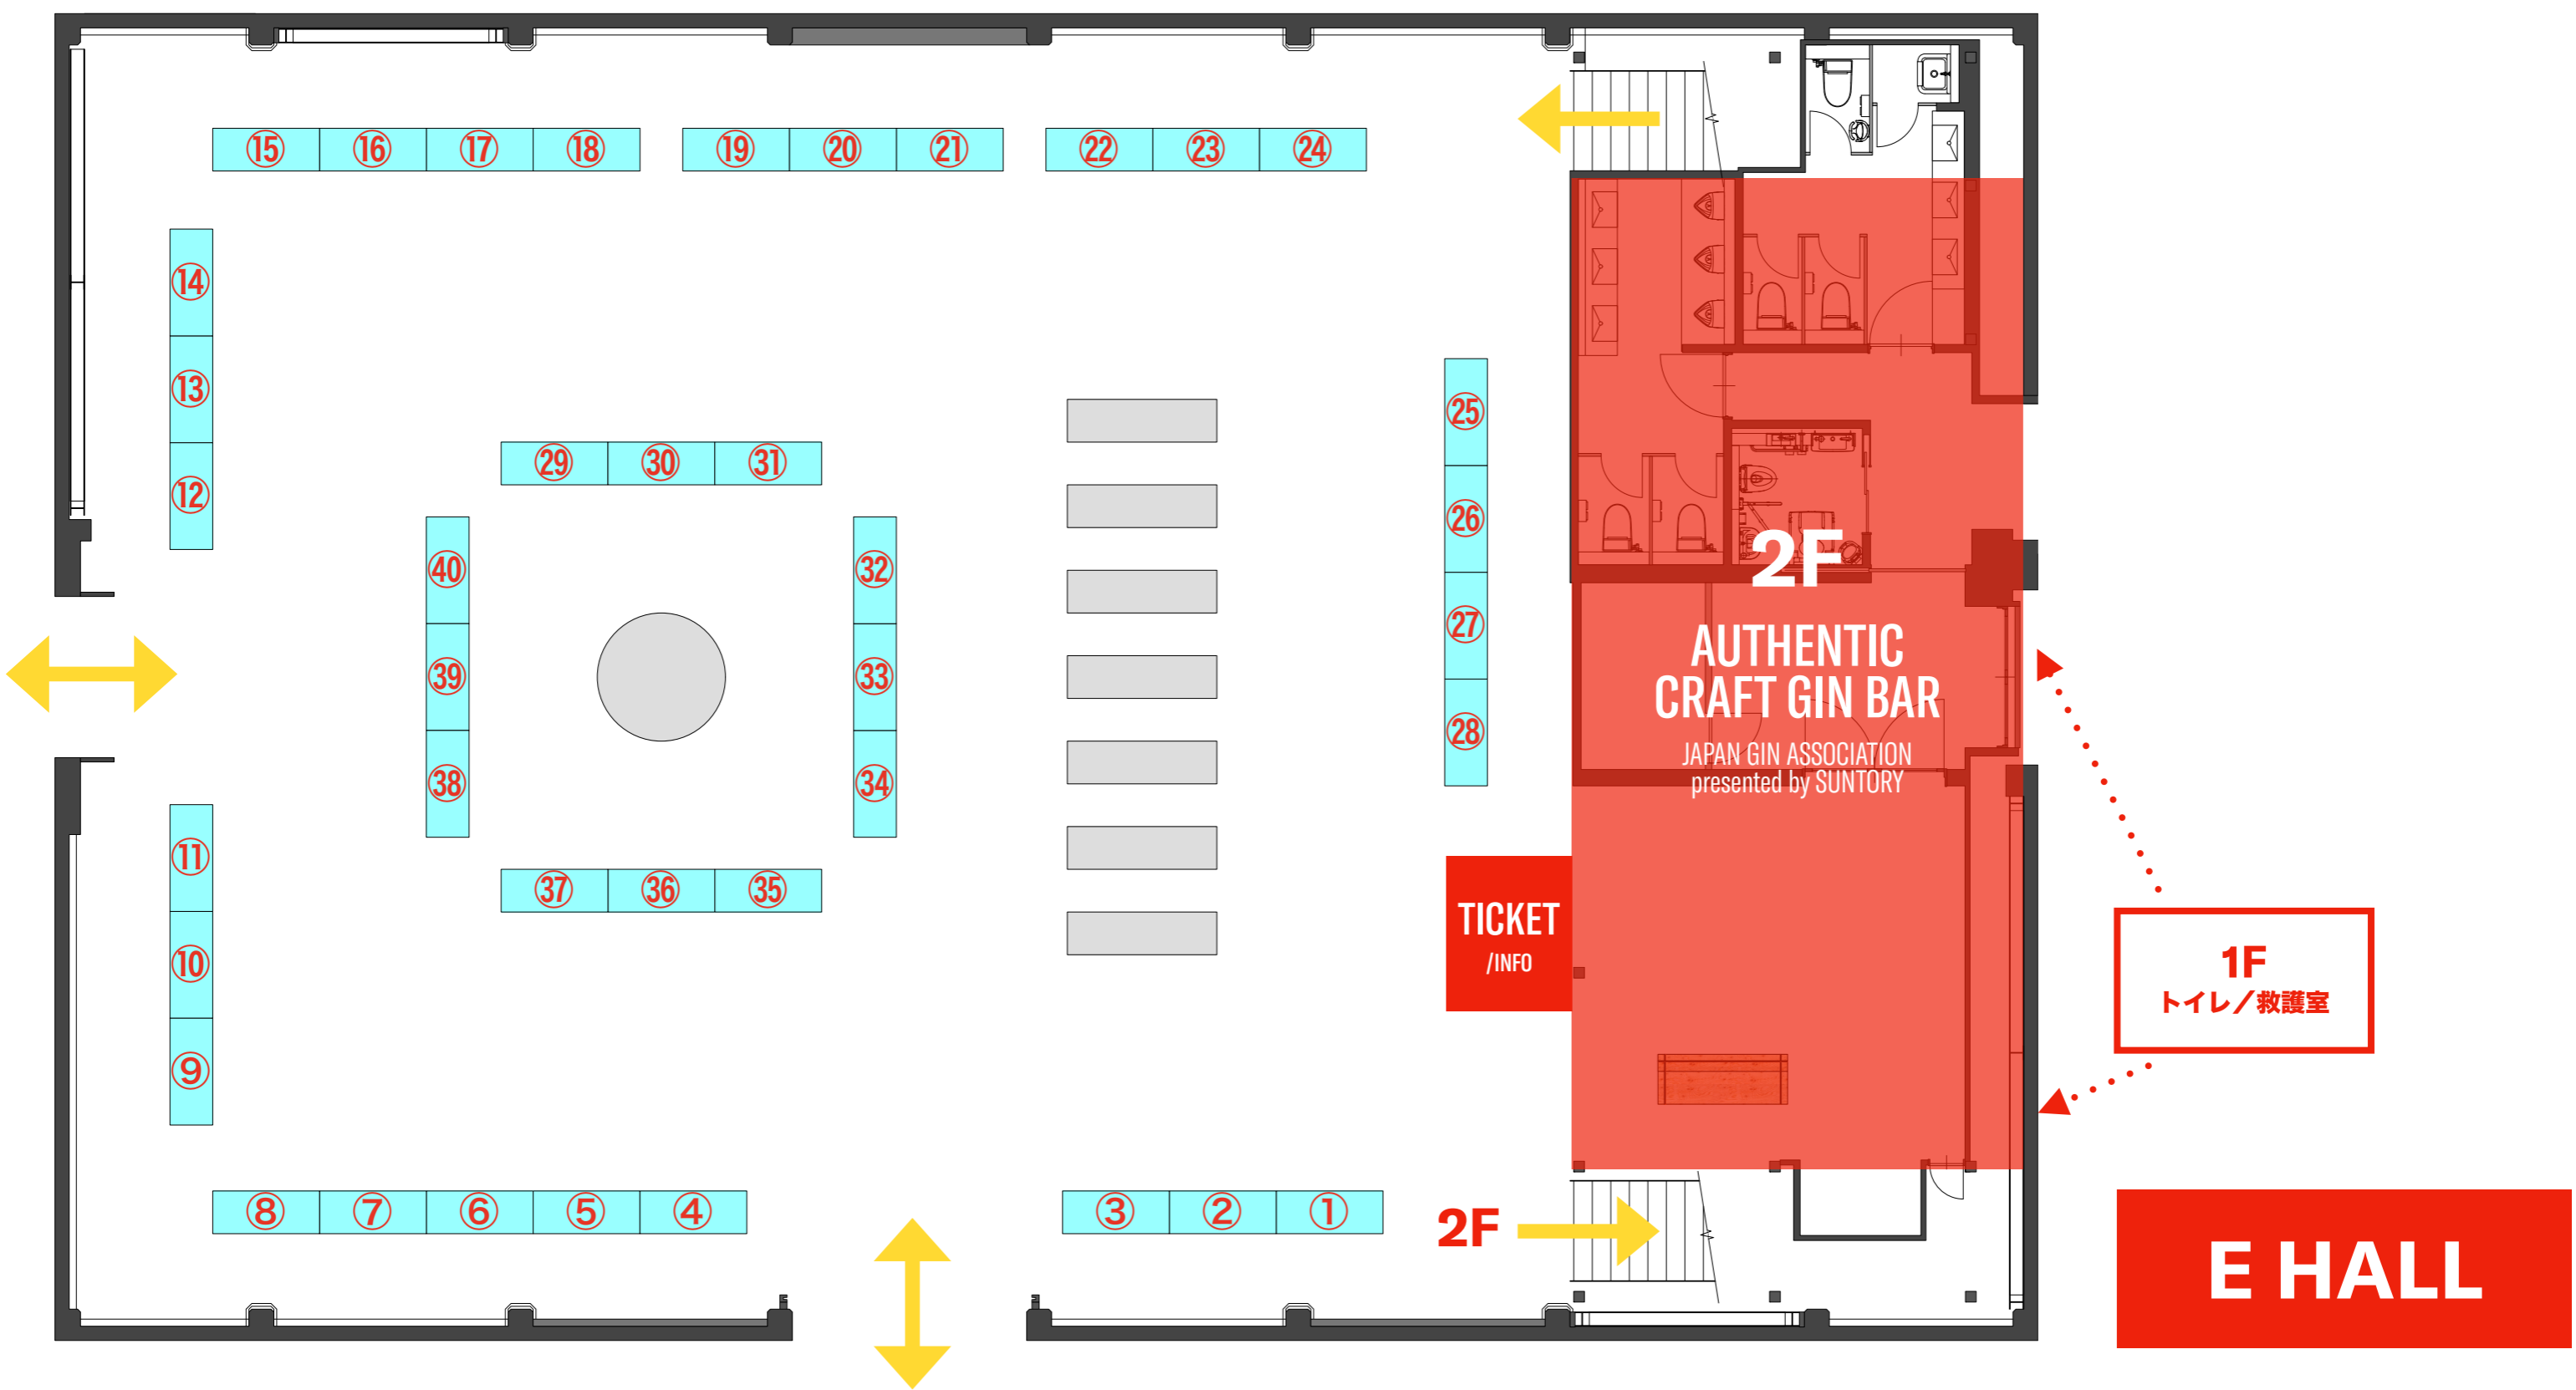 ⑮ ⑯ ⑰ ⑱ ⑲ ⑳ ㉑ ㉒ ㉓ ㉔
⑭
⑬
⑫
㉕
㉖
㉗
㉘
㉙ ㉚ ㉛
㊵
㊴
㊳
㉜
㉝
㉞
㊲ ㊱ ㉟
⑪
⑩
⑨
⑧ ⑦ ⑥ ⑤ ④ ③ ② ①
2F
AUTHENTIC
CRAFT GIN BAR
JAPAN GIN ASSOCIATION
presented by SUNTORY
TICKET
/INFO
1F
トイレ/救護室
2F
E HALL